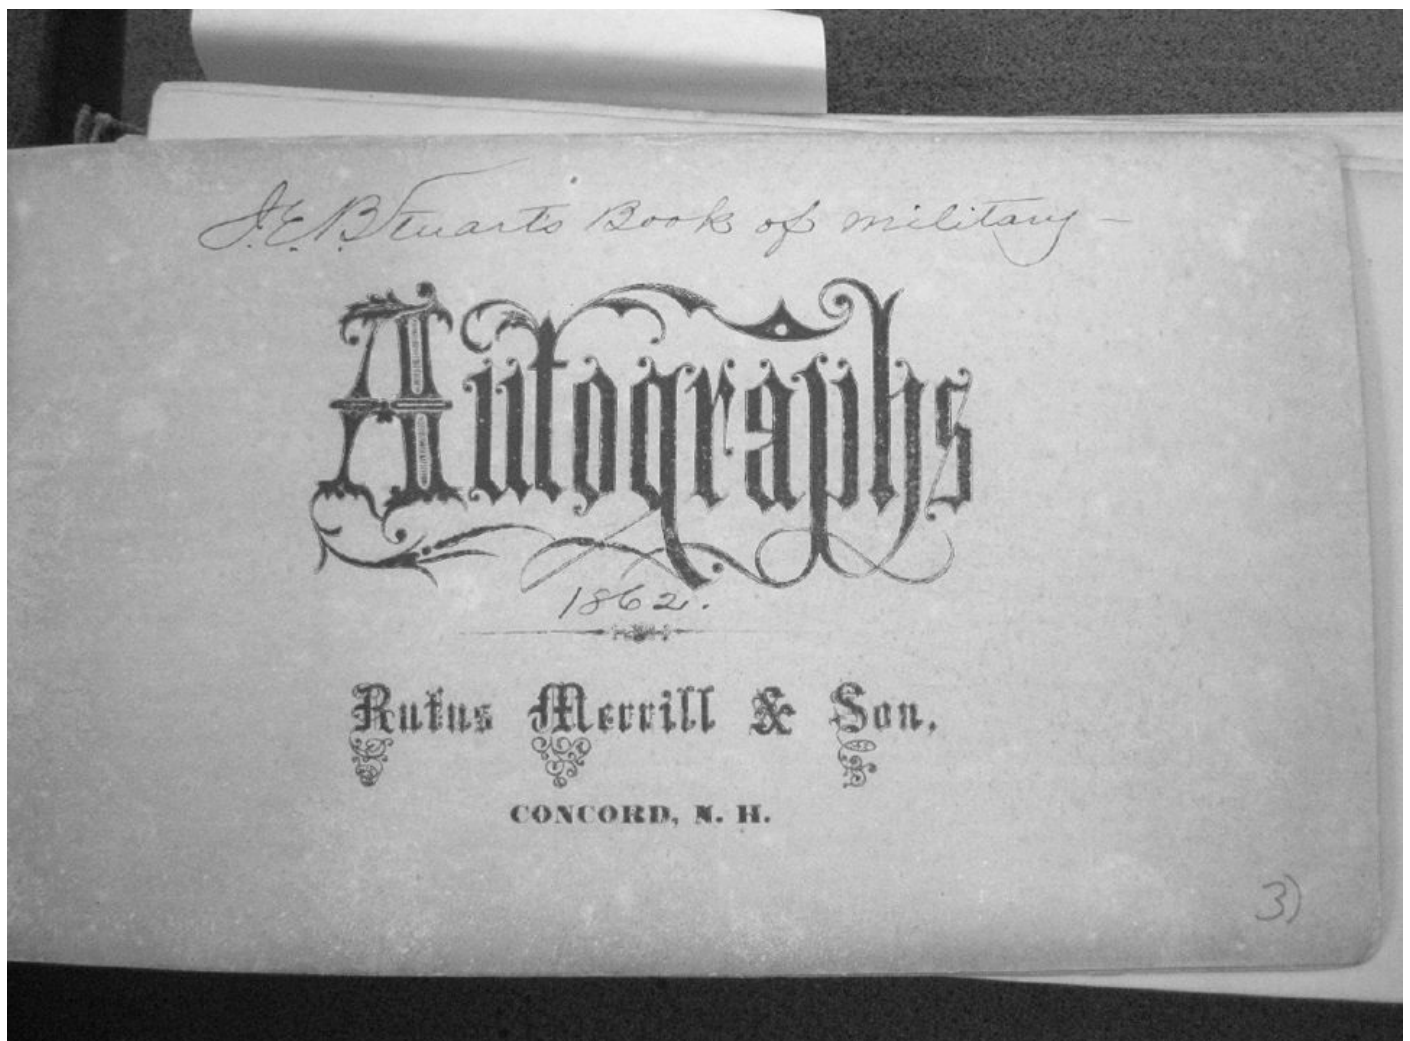 J. E. B Stuart's Book of military —
Autographs
1862.
Rufus Merrill & Son,
CONCORD, N. H.
3)